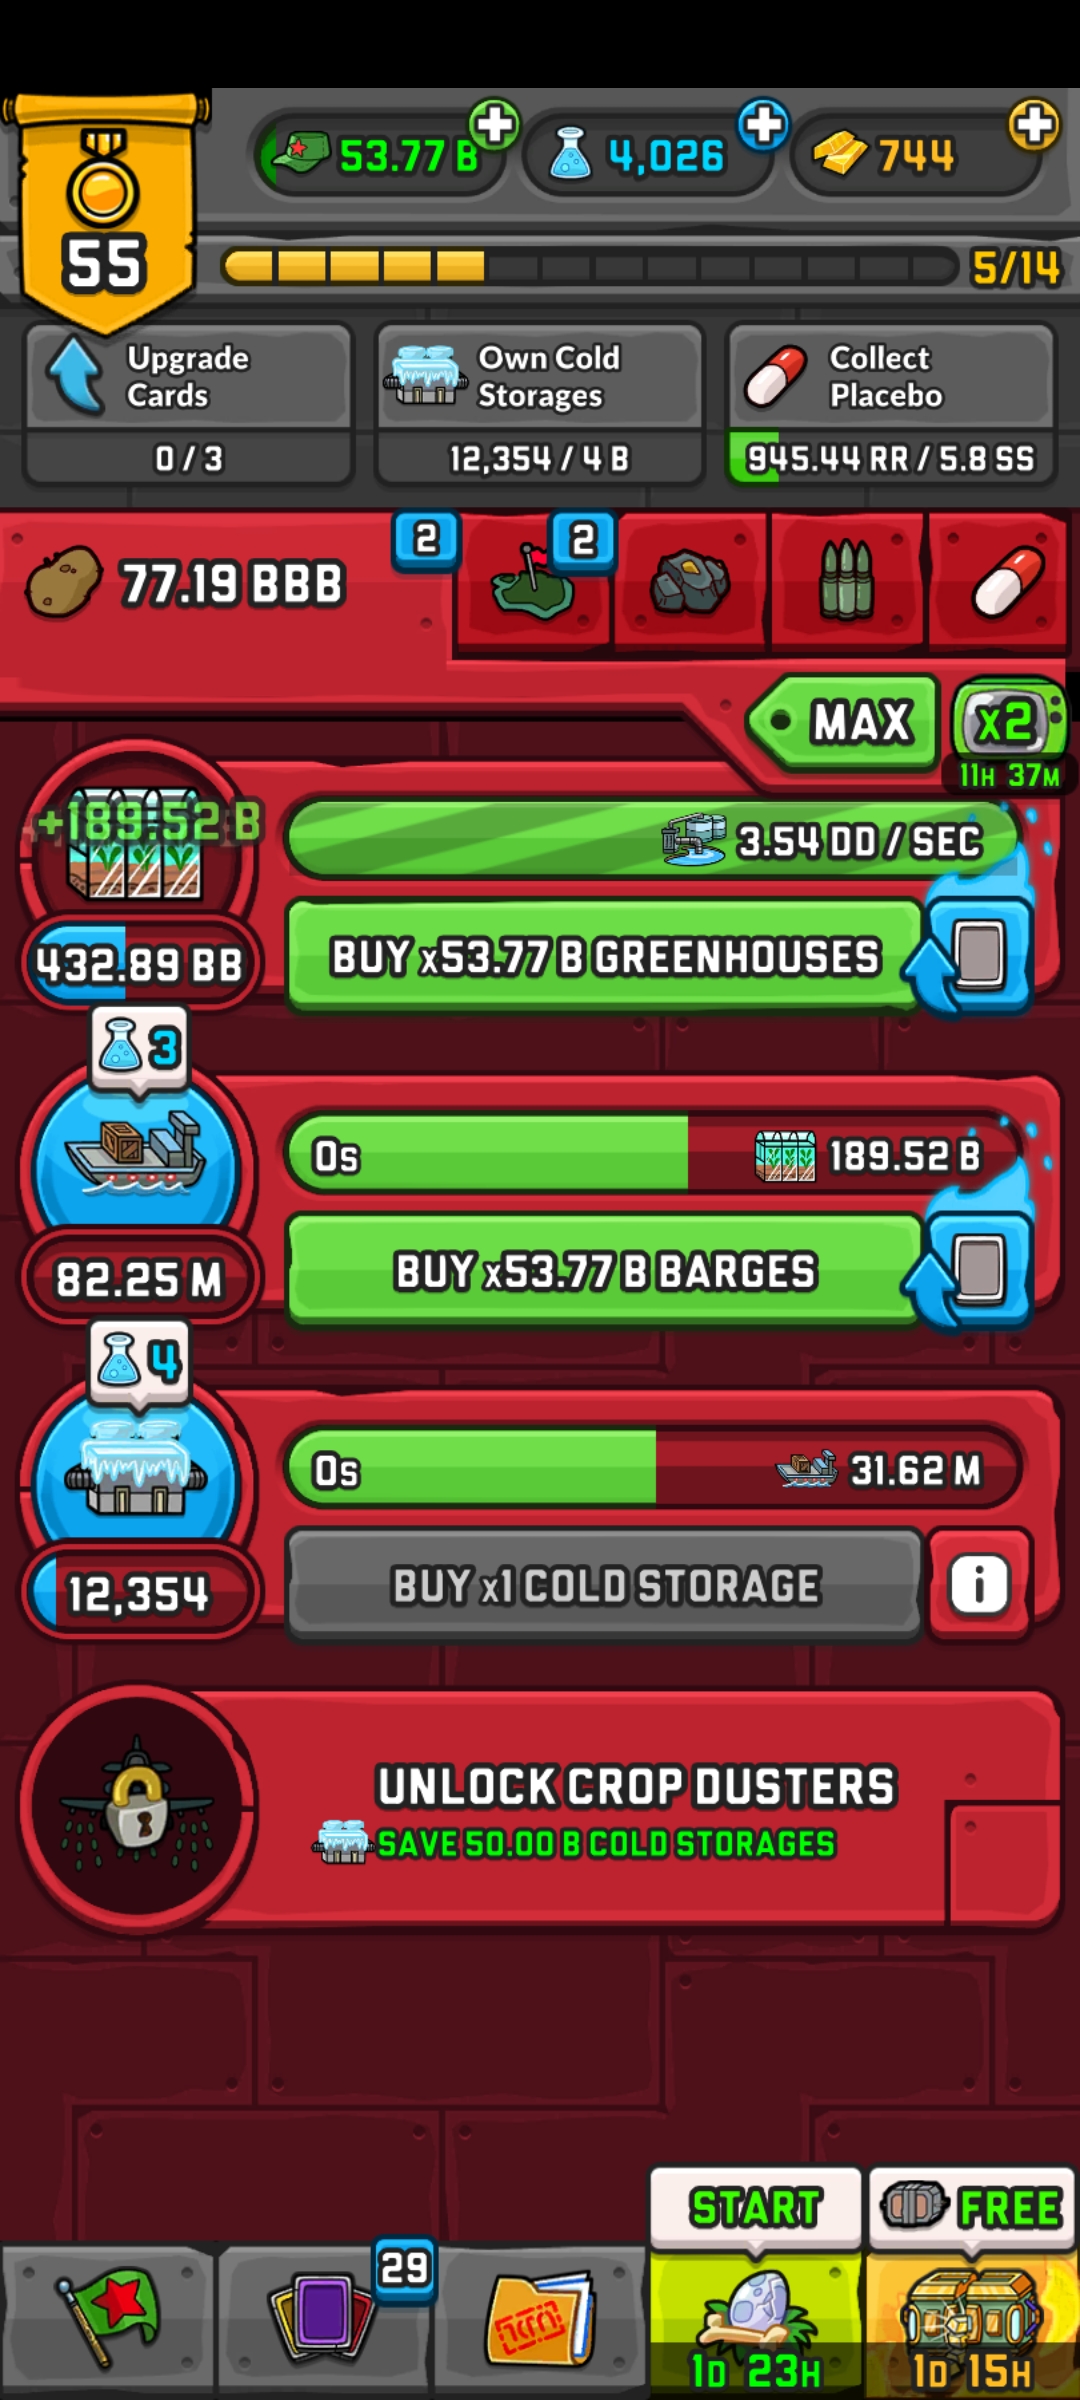 53.77 B
4,026
744
55
5/14
Upgrade
Cards
0 / 3
Own Cold
Storages
12,354 / 4 B
Collect
Placebo
945.44 RR / 5.8 SS
77.19 BBB
2
2
MAX
x2
11H 37M
+189.52 B
3.54 DD / SEC
432.89 BB
BUY x53.77 B GREENHOUSES
3
0s
189.52 B
82.25 M
BUY x53.77 B BARGES
4
0s
31.62 M
12,354
BUY x1 COLD STORAGE
i
UNLOCK CROP DUSTERS
SAVE 50.00 B COLD STORAGES
START
FREE
29
1D 23H
1D 15H